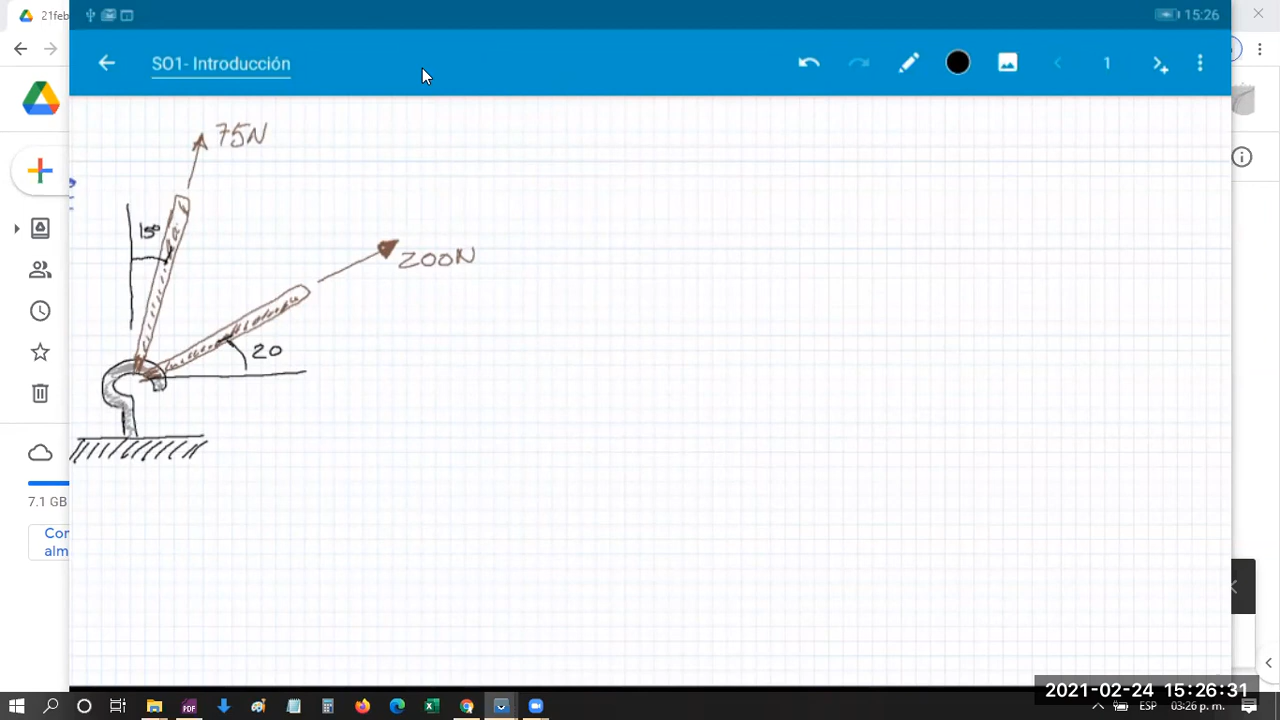 21feb
15:26
SO1- Introducción
1
75N
15°
200N
20
7.1 GB
Con
alm
2021-02-24 15:26:31
ESP
03:26 p. m.